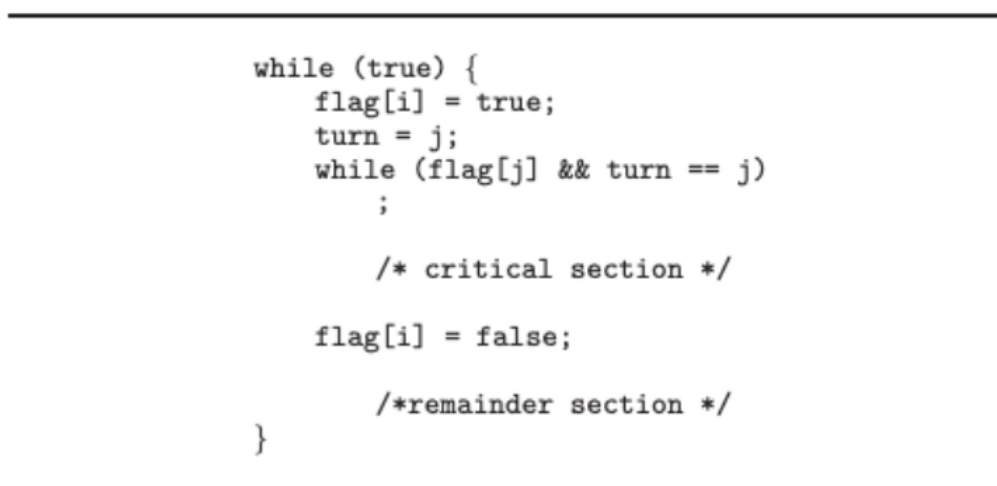 while (true) {
flag[i] = true;
turn = j;
while (flag[j] && turn == j)
;
/* critical section */
flag[i] = false;
/*remainder section */
}